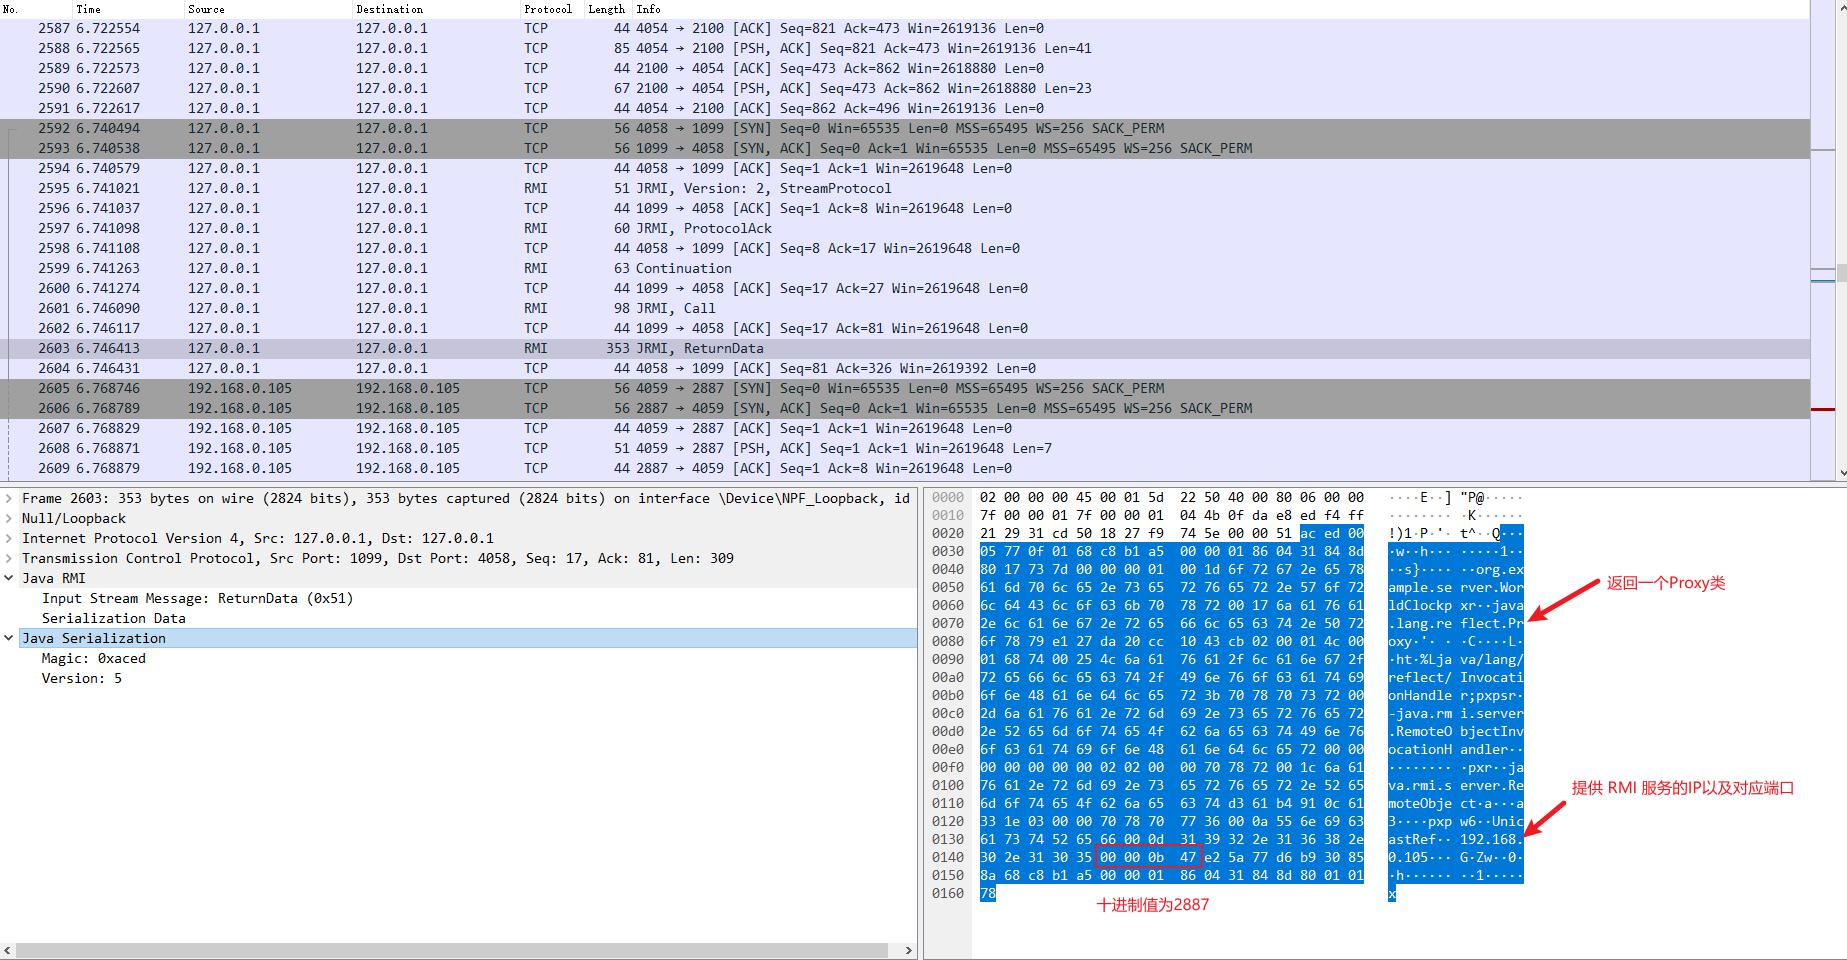 No. Time Source Destination Protocol Length Info
2587 6.722554 127.0.0.1 127.0.0.1 TCP 44 4054 → 2100 [ACK] Seq=821 Ack=473 Win=2619136 Len=0
2588 6.722565 127.0.0.1 127.0.0.1 TCP 85 4054 → 2100 [PSH, ACK] Seq=821 Ack=473 Win=2619136 Len=41
2589 6.722573 127.0.0.1 127.0.0.1 TCP 44 2100 → 4054 [ACK] Seq=473 Ack=862 Win=2618880 Len=0
2590 6.722607 127.0.0.1 127.0.0.1 TCP 67 2100 → 4054 [PSH, ACK] Seq=473 Ack=862 Win=2618880 Len=23
2591 6.722617 127.0.0.1 127.0.0.1 TCP 44 4054 → 2100 [ACK] Seq=862 Ack=496 Win=2619136 Len=0
2592 6.740494 127.0.0.1 127.0.0.1 TCP 56 4058 → 1099 [SYN] Seq=0 Win=65535 Len=0 MSS=65495 WS=256 SACK_PERM
2593 6.740538 127.0.0.1 127.0.0.1 TCP 56 1099 → 4058 [SYN, ACK] Seq=0 Ack=1 Win=65535 Len=0 MSS=65495 WS=256 SACK_PERM
2594 6.740579 127.0.0.1 127.0.0.1 TCP 44 4058 → 1099 [ACK] Seq=1 Ack=1 Win=2619648 Len=0
2595 6.741021 127.0.0.1 127.0.0.1 RMI 51 JRMI, Version: 2, StreamProtocol
2596 6.741037 127.0.0.1 127.0.0.1 TCP 44 1099 → 4058 [ACK] Seq=1 Ack=8 Win=2619648 Len=0
2597 6.741098 127.0.0.1 127.0.0.1 RMI 60 JRMI, ProtocolAck
2598 6.741108 127.0.0.1 127.0.0.1 TCP 44 4058 → 1099 [ACK] Seq=8 Ack=17 Win=2619648 Len=0
2599 6.741263 127.0.0.1 127.0.0.1 RMI 63 Continuation
2600 6.741274 127.0.0.1 127.0.0.1 TCP 44 1099 → 4058 [ACK] Seq=17 Ack=27 Win=2619648 Len=0
2601 6.746090 127.0.0.1 127.0.0.1 RMI 98 JRMI, Call
2602 6.746117 127.0.0.1 127.0.0.1 TCP 44 1099 → 4058 [ACK] Seq=17 Ack=81 Win=2619648 Len=0
2603 6.746413 127.0.0.1 127.0.0.1 RMI 353 JRMI, ReturnData
2604 6.746431 127.0.0.1 127.0.0.1 TCP 44 4058 → 1099 [ACK] Seq=81 Ack=326 Win=2619392 Len=0
2605 6.768746 192.168.0.105 192.168.0.105 TCP 56 4059 → 2887 [SYN] Seq=0 Win=65535 Len=0 MSS=65495 WS=256 SACK_PERM
2606 6.768789 192.168.0.105 192.168.0.105 TCP 56 2887 → 4059 [SYN, ACK] Seq=0 Ack=1 Win=65535 Len=0 MSS=65495 WS=256 SACK_PERM
2607 6.768829 192.168.0.105 192.168.0.105 TCP 44 4059 → 2887 [ACK] Seq=1 Ack=1 Win=2619648 Len=0
2608 6.768871 192.168.0.105 192.168.0.105 TCP 51 4059 → 2887 [PSH, ACK] Seq=1 Ack=1 Win=2619648 Len=7
2609 6.768879 192.168.0.105 192.168.0.105 TCP 44 2887 → 4059 [ACK] Seq=1 Ack=8 Win=2619648 Len=0
Frame 2603: 353 bytes on wire (2824 bits), 353 bytes captured (2824 bits) on interface \Device\NPF_Loopback, id
Null/Loopback
Internet Protocol Version 4, Src: 127.0.0.1, Dst: 127.0.0.1
Transmission Control Protocol, Src Port: 1099, Dst Port: 4058, Seq: 17, Ack: 81, Len: 309
Java RMI
Input Stream Message: ReturnData (0x51)
Serialization Data
Java Serialization
Magic: 0xaced
Version: 5
0000 02 00 00 00 45 00 01 5d 22 50 40 00 80 06 00 00 ····E··] "P@·····
0010 7f 00 00 01 7f 00 00 01 04 4b 0f da e8 ed f4 ff ········ ·K······
0020 21 29 31 cd 50 18 27 f9 74 5e 00 00 51 ac ed 00 !)1·P·'· t^··Q···
0030 05 77 0f 01 68 c8 b1 a5 00 00 01 86 04 31 84 8d ·w··h··· ·····1··
0040 80 17 73 7d 00 00 00 01 00 1d 6f 72 67 2e 65 78 ··s}···· ··org.ex
0050 61 6d 70 6c 65 2e 73 65 72 76 65 72 2e 57 6f 72 ample.se rver.Wor
0060 6c 64 43 6c 6f 63 6b 70 78 72 00 17 6a 61 76 61 ldClockp xr··java
0070 2e 6c 61 6e 67 2e 72 65 66 6c 65 63 74 2e 50 72 .lang.re flect.Pr
0080 6f 78 79 e1 27 da 20 cc 10 43 cb 02 00 01 4c 00 oxy·'· · ·C····L·
0090 01 68 74 00 25 4c 6a 61 76 61 2f 6c 61 6e 67 2f ·ht·%Lja va/lang/
00a0 72 65 66 6c 65 63 74 2f 49 6e 76 6f 63 61 74 69 reflect/ Invocati
00b0 6f 6e 48 61 6e 64 6c 65 72 3b 70 78 70 73 72 00 onHandle r;pxpsr·
00c0 2d 6a 61 76 61 2e 72 6d 69 2e 73 65 72 76 65 72 -java.rm i.server
00d0 2e 52 65 6d 6f 74 65 4f 62 6a 65 63 74 49 6e 76 .RemoteO bjectInv
00e0 6f 63 61 74 69 6f 6e 48 61 6e 64 6c 65 72 00 00 ocationH andler··
00f0 00 00 00 00 00 02 02 00 00 70 78 72 00 1c 6a 61 ········ ·pxr··ja
0100 76 61 2e 72 6d 69 2e 73 65 72 76 65 72 2e 52 65 va.rmi.s erver.Re
0110 6d 6f 74 65 4f 62 6a 65 63 74 d3 61 b4 91 0c 61 moteObje ct·a···a
0120 33 1e 03 00 00 70 78 70 77 36 00 0a 55 6e 69 63 3····pxp w6··Unic
0130 61 73 74 52 65 66 00 0d 31 39 32 2e 31 36 38 2e astRef·· 192.168.
0140 30 2e 31 30 35 00 00 0b 47 e2 5a 77 d6 b9 30 85 0.105··· G·Zw··0·
0150 8a 68 c8 b1 a5 00 00 01 86 04 31 84 8d 80 01 01 ·h······ ··1·····
0160 78 x
返回一个Proxy类
提供 RMI 服务的IP以及对应端口
十进制值为2887